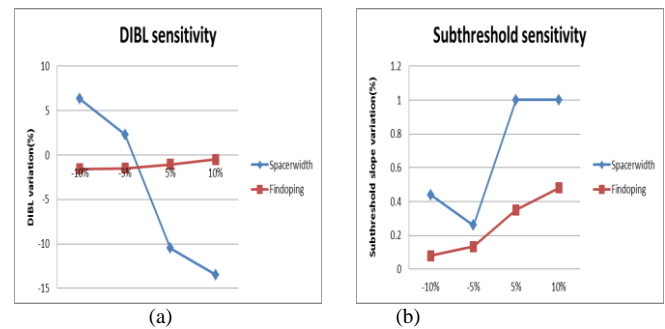 DIBL sensitivity
10
5
0
-5
-10
-15
DIBL variation(%)
-10%
-5%
5%
10%
Spacerwidth
Findoping
(a)
Subthreshold sensitivity
1.2
1
0.8
0.6
0.4
0.2
0
Subthreshold slope variation(%)
-10%
-5%
5%
10%
Spacerwidth
Findoping
(b)